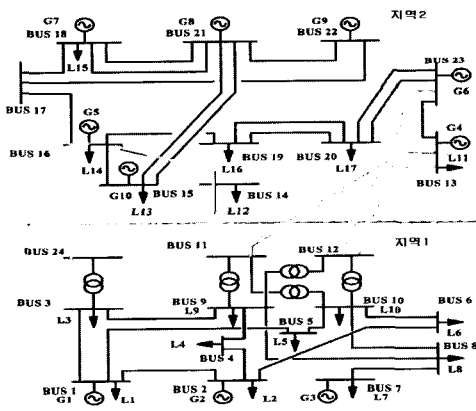 지역2
G7
G8
G9
BUS 18
BUS 21
BUS 22
L15
BUS 23
G6
BUS 17
G5
G4
BUS 16
L14
L16
BUS 19
BUS 20
L17
L11
BUS 13
G10
BUS 15
BUS 14
L13
L12
지역1
BUS 24
BUS 11
BUS 12
BUS 3
BUS 9
BUS 10
BUS 6
L3
L9
L10
BUS 5
L6
L4
L5
BUS 4
BUS 8
L8
BUS 1
BUS 2
BUS 7
G1
L1
G2
L2
G3
L7